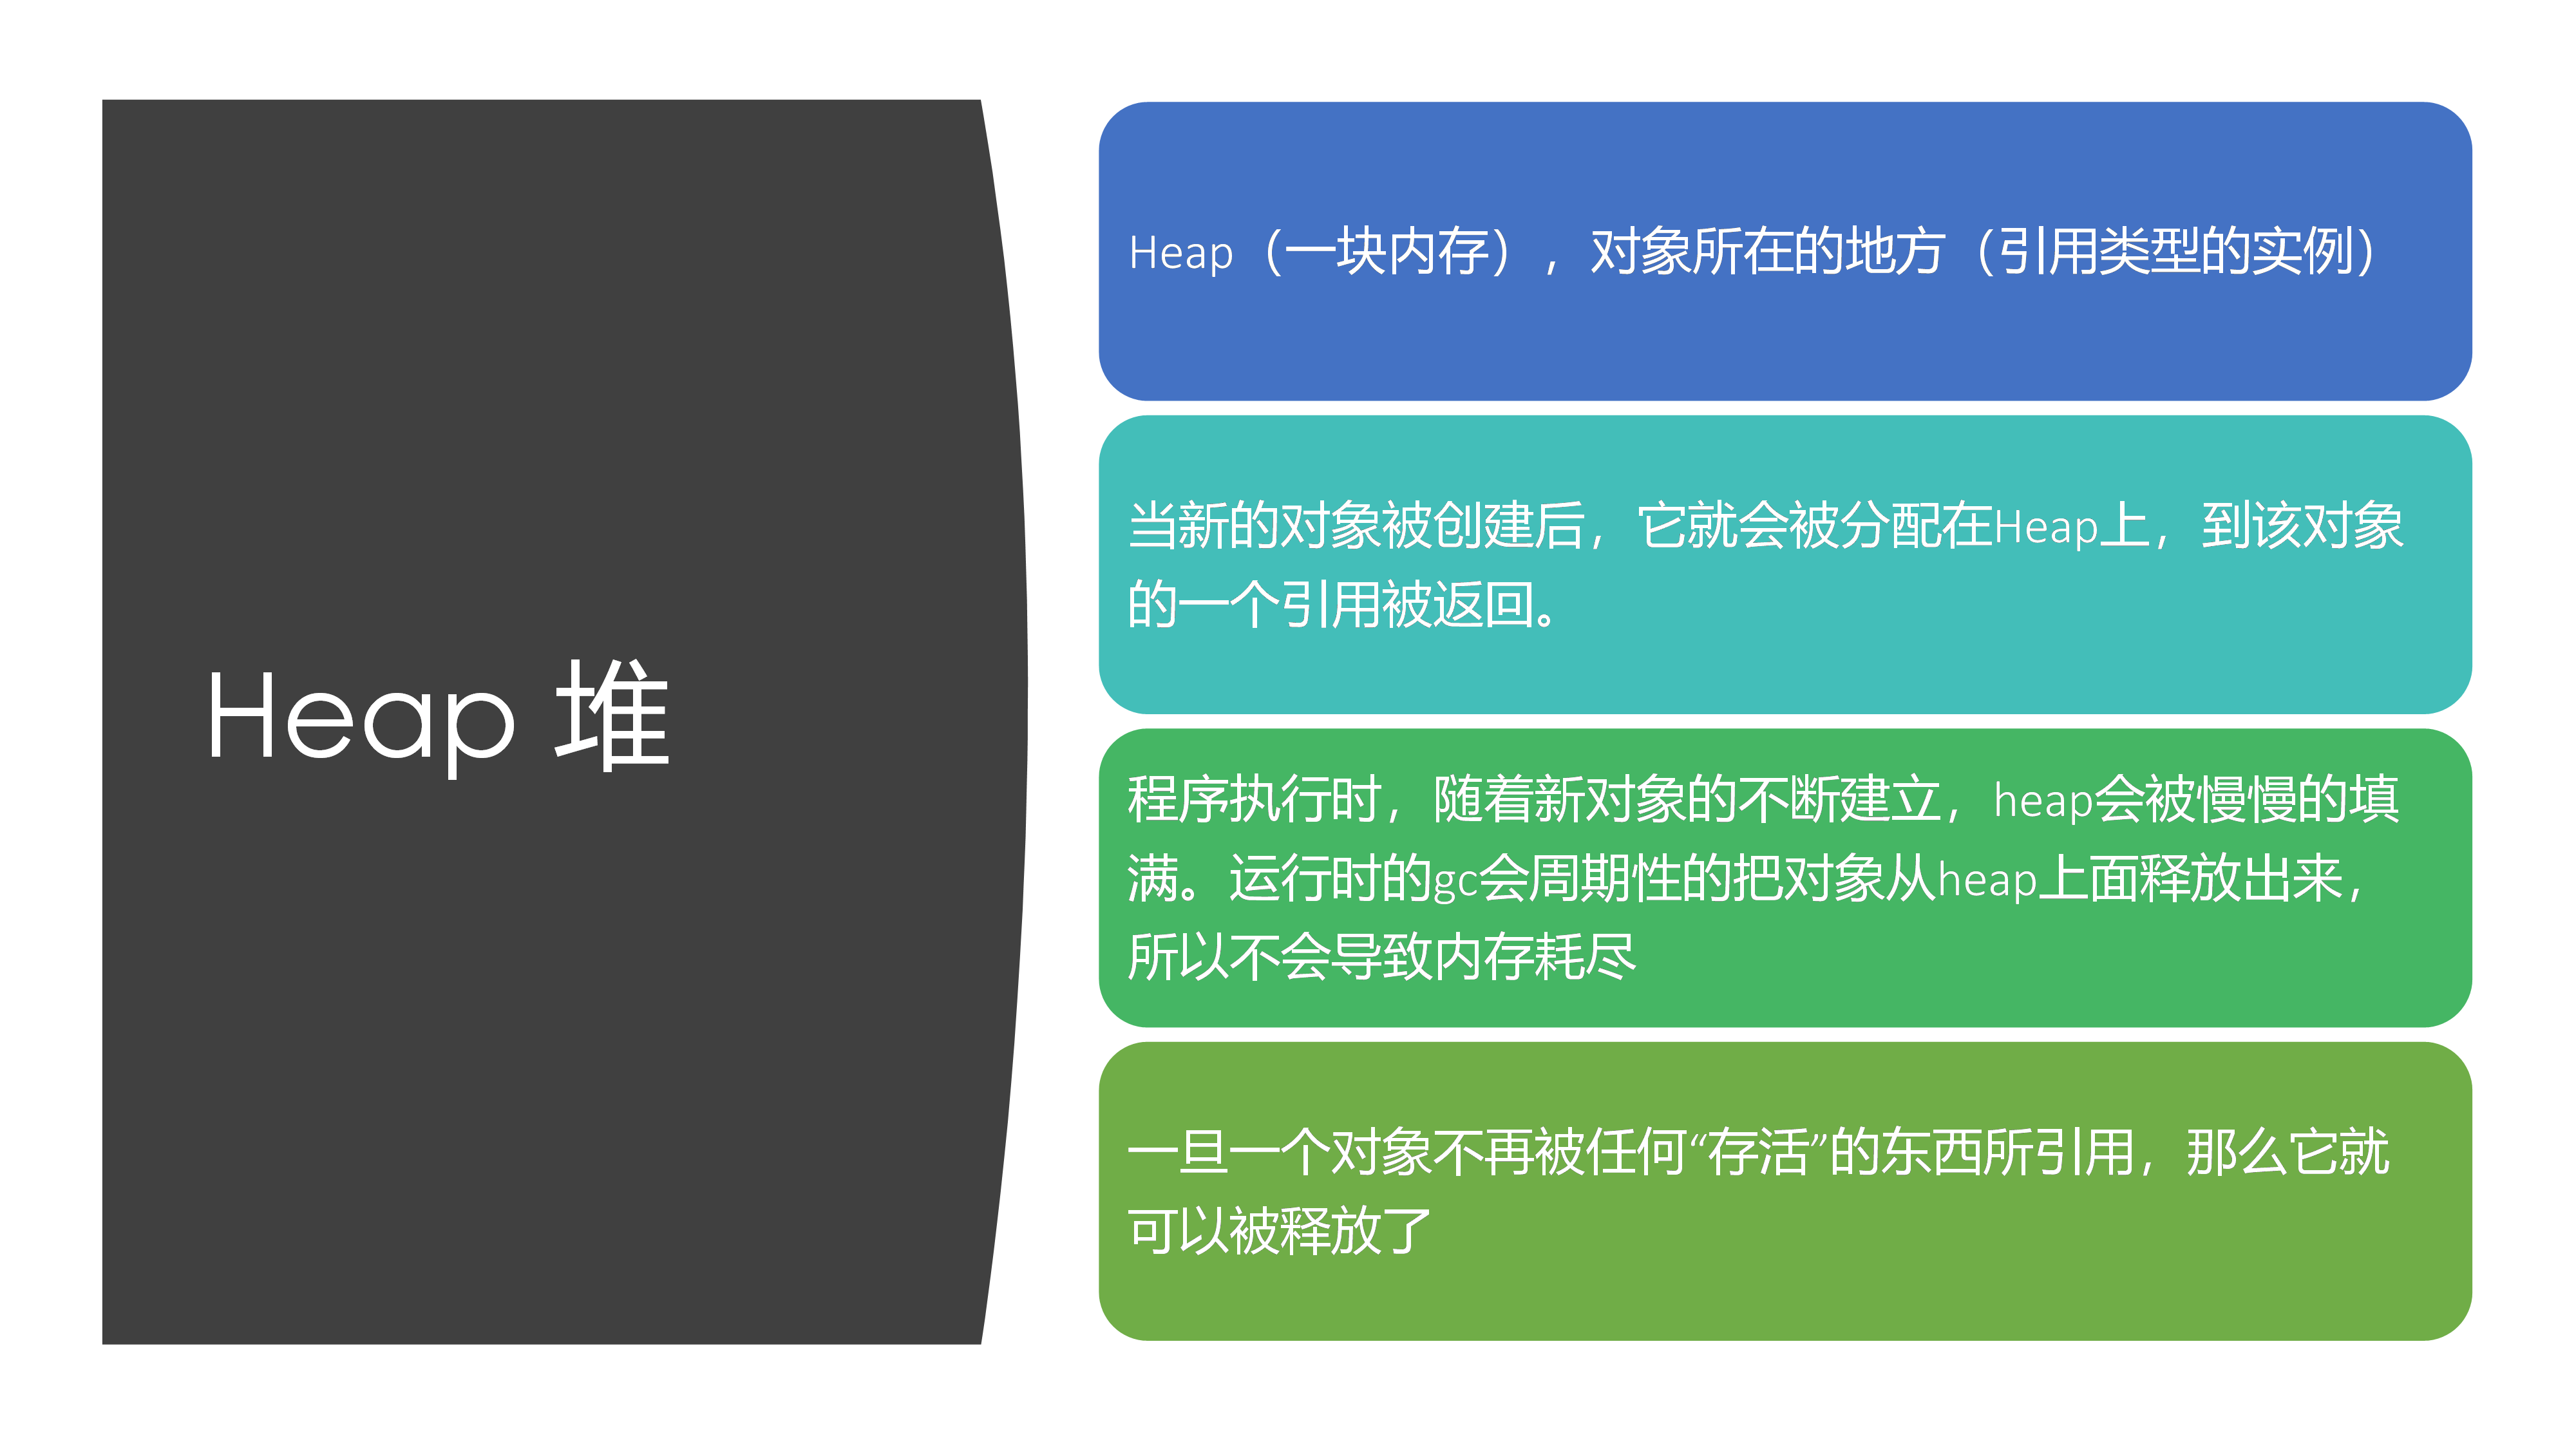 Heap 堆
Heap（一块内存），对象所在的地方（引用类型的实例）
当新的对象被创建后，它就会被分配在Heap上，到该对象
的一个引用被返回。
程序执行时，随着新对象的不断建立，heap会被慢慢的填
满。运行时的gc会周期性的把对象从heap上面释放出来，
所以不会导致内存耗尽
一旦一个对象不再被任何“存活”的东西所引用，那么它就
可以被释放了